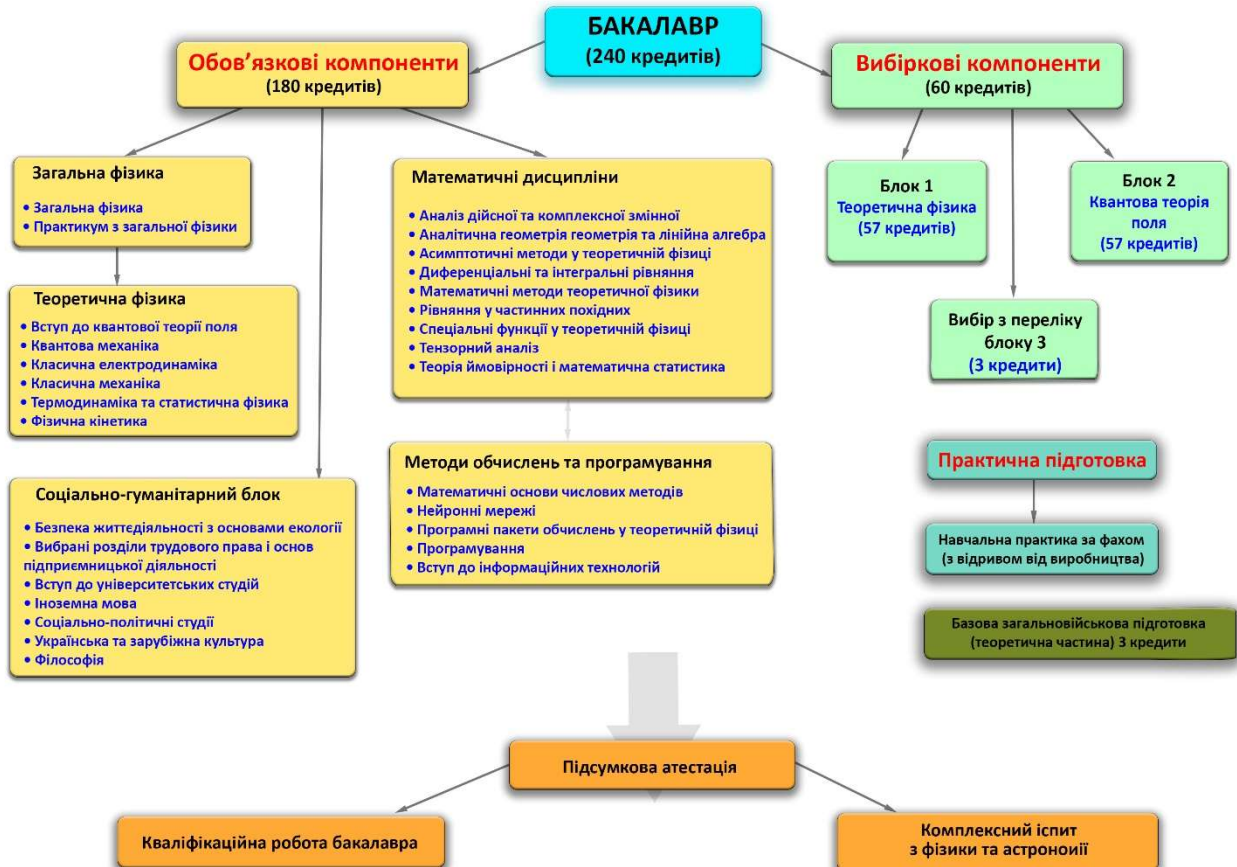 БАКАЛАВР
(240 кредитів)
Обов’язкові компоненти
(180 кредитів)
Вибіркові компоненти
(60 кредитів)
Загальна фізика
• Загальна фізика
• Практикум з загальної фізики
Теоретична фізика
• Вступ до квантової теорії поля
• Квантова механіка
• Класична електродинаміка
• Класична механіка
• Термодинаміка та статистична фізика
• Фізична кінетика
Соціально-гуманітарний блок
• Безпека життєдіяльності з основами екології
• Вибрані розділи трудового права і основ
підприємницької діяльності
• Вступ до університетських студій
• Іноземна мова
• Соціально-політичні студії
• Українська та зарубіжна культура
• Філософія
Математичні дисципліни
• Аналіз дійсної та комплексної змінної
• Аналітична геометрія геометрія та лінійна алгебра
• Асимптотичні методи у теоретичній фізиці
• Диференціальні та інтегральні рівняння
• Математичні методи теоретичної фізики
• Рівняння у частинних похідних
• Спеціальні функції у теоретичній фізиці
• Тензорний аналіз
• Теорія ймовірності і математична статистика
Методи обчислень та програмування
• Математичні основи числових методів
• Нейронні мережі
• Програмні пакети обчислень у теоретичній фізиці
• Програмування
• Вступ до інформаційних технологій
Блок 1
Теоретична фізика
(57 кредитів)
Блок 2
Квантова теорія
поля
(57 кредитів)
Вибір з переліку
блоку 3
(3 кредити)
Практична підготовка
Навчальна практика за фахом
(з відривом від виробництва)
Базова загальновійськова підготовка
(теоретична частина) 3 кредити
Підсумкова атестація
Кваліфікаційна робота бакалавра
Комплексний іспит
з фізики та астроноиії